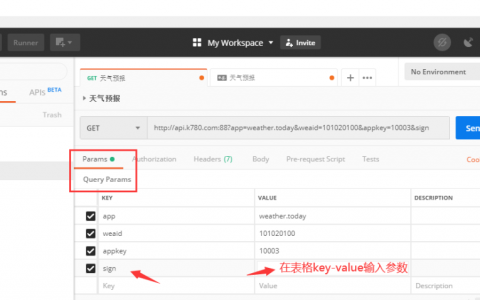 Runner
My Workspace
Invite
ns
APIs BETA
Trash
GET 天气预报
天气预报
+
•••
No Environment
天气预报
GET
http://api.k780.com:88?app=weather.today&weaid=101020100&appkey=10003&sign
Sen
Params
Authorization
Headers (7)
Body
Pre-request Script
Tests
Coo
Query Params
KEY
VALUE
DESCRIPTION
app
weather.today
weaid
101020100
appkey
10003
sign
在表格key-value输入参数
Key
Value
Description